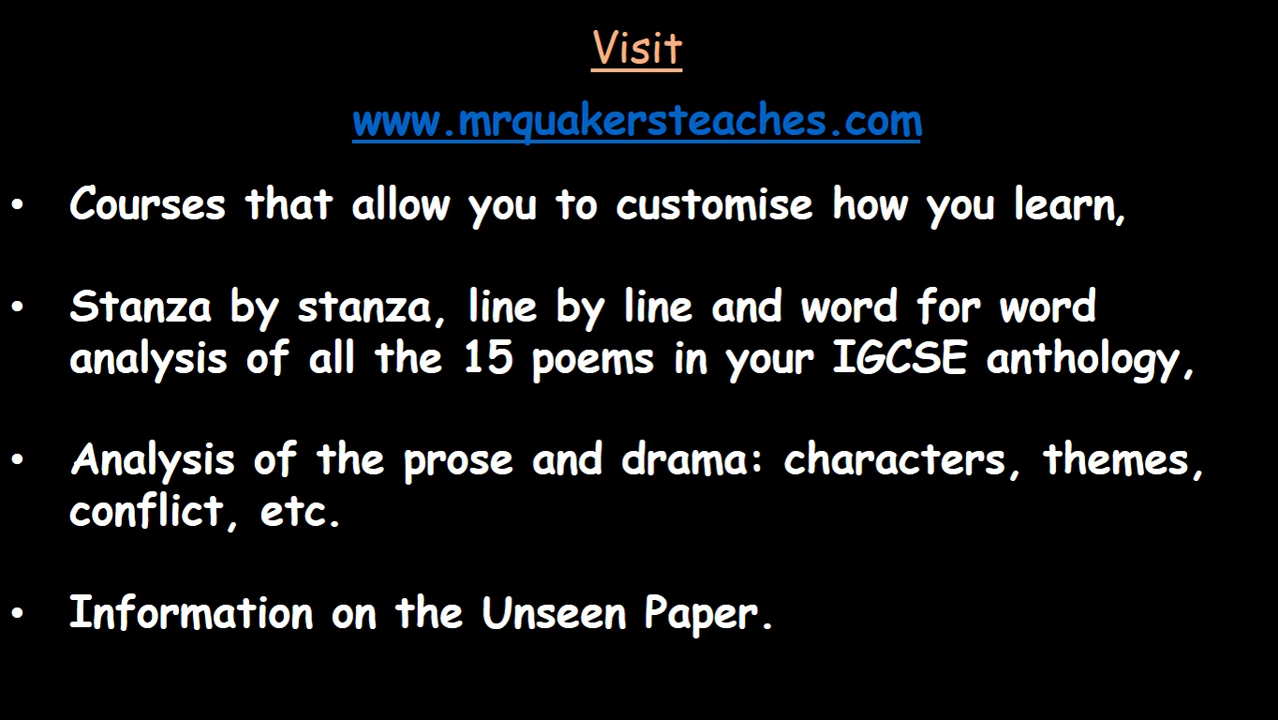 Visit
www.mrquakersteaches.com
• Courses that allow you to customise how you learn,
• Stanza by stanza, line by line and word for word
analysis of all the 15 poems in your IGCSE anthology,
• Analysis of the prose and drama: characters, themes,
conflict, etc.
• Information on the Unseen Paper.